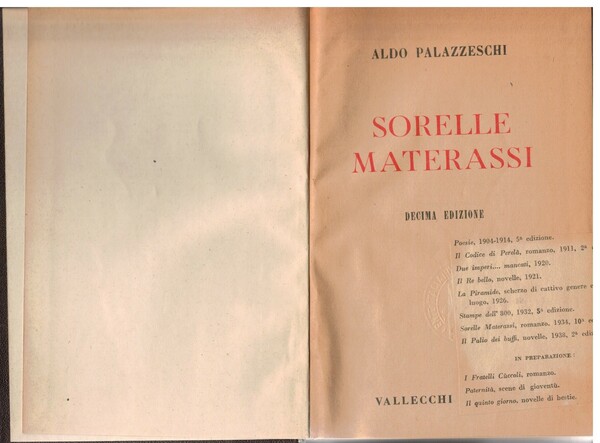 ALDO PALAZZESCHI
SORELLE
MATERASSI
DECIMA EDIZIONE
Poesie, 1904-1914, 5ª edizione.
Il Codice di Perelà, romanzo, 1911, 2ª
Due imperi.... mancati, 1920.
Il Re bello, novelle, 1921.
La Piramide, scherzo di cattivo genere
luogo, 1926.
Stampe dell' 800, 1932, 5ª edizione.
Sorelle Materassi, romanzo, 1934, 10ª
Il Palio dei buffi, novelle, 1936, 2ª
IN PREPARAZIONE:
I Fratelli Cùccoli, romanzo.
Paternità, scene di gioventù.
Il quinto giorno, novelle di bestie.
VALLECCHI